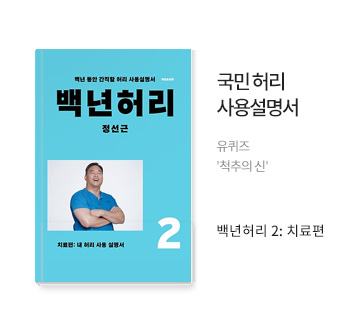 백년 동안 간직할 허리 사용설명서
백년허리
정선근
치료편: 내 허리 사용 설명서
2
국민 허리
사용설명서
유퀴즈
'척추의 신'
백년허리 2: 치료편